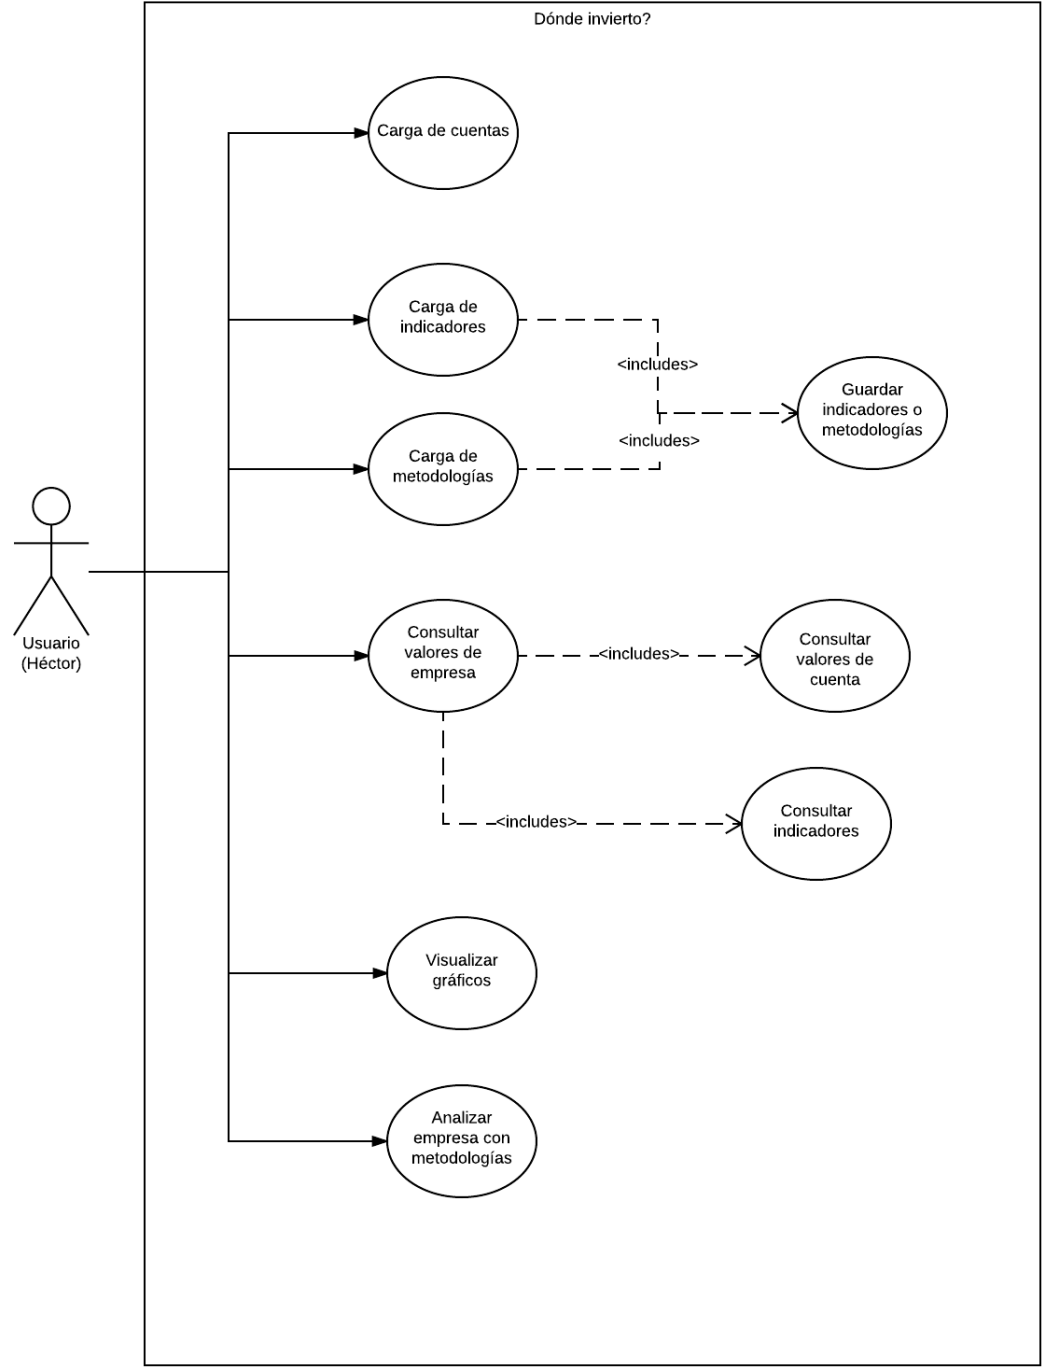 Dónde invierto?
Carga de cuentas
Carga de
indicadores
<includes>
Guardar
indicadores o
metodologías
<includes>
Carga de
metodologías
Usuario
(Héctor)
Consultar
valores de
empresa
<includes>
Consultar
valores de
cuenta
<includes>
Consultar
indicadores
Visualizar
gráficos
Analizar
empresa con
metodologías